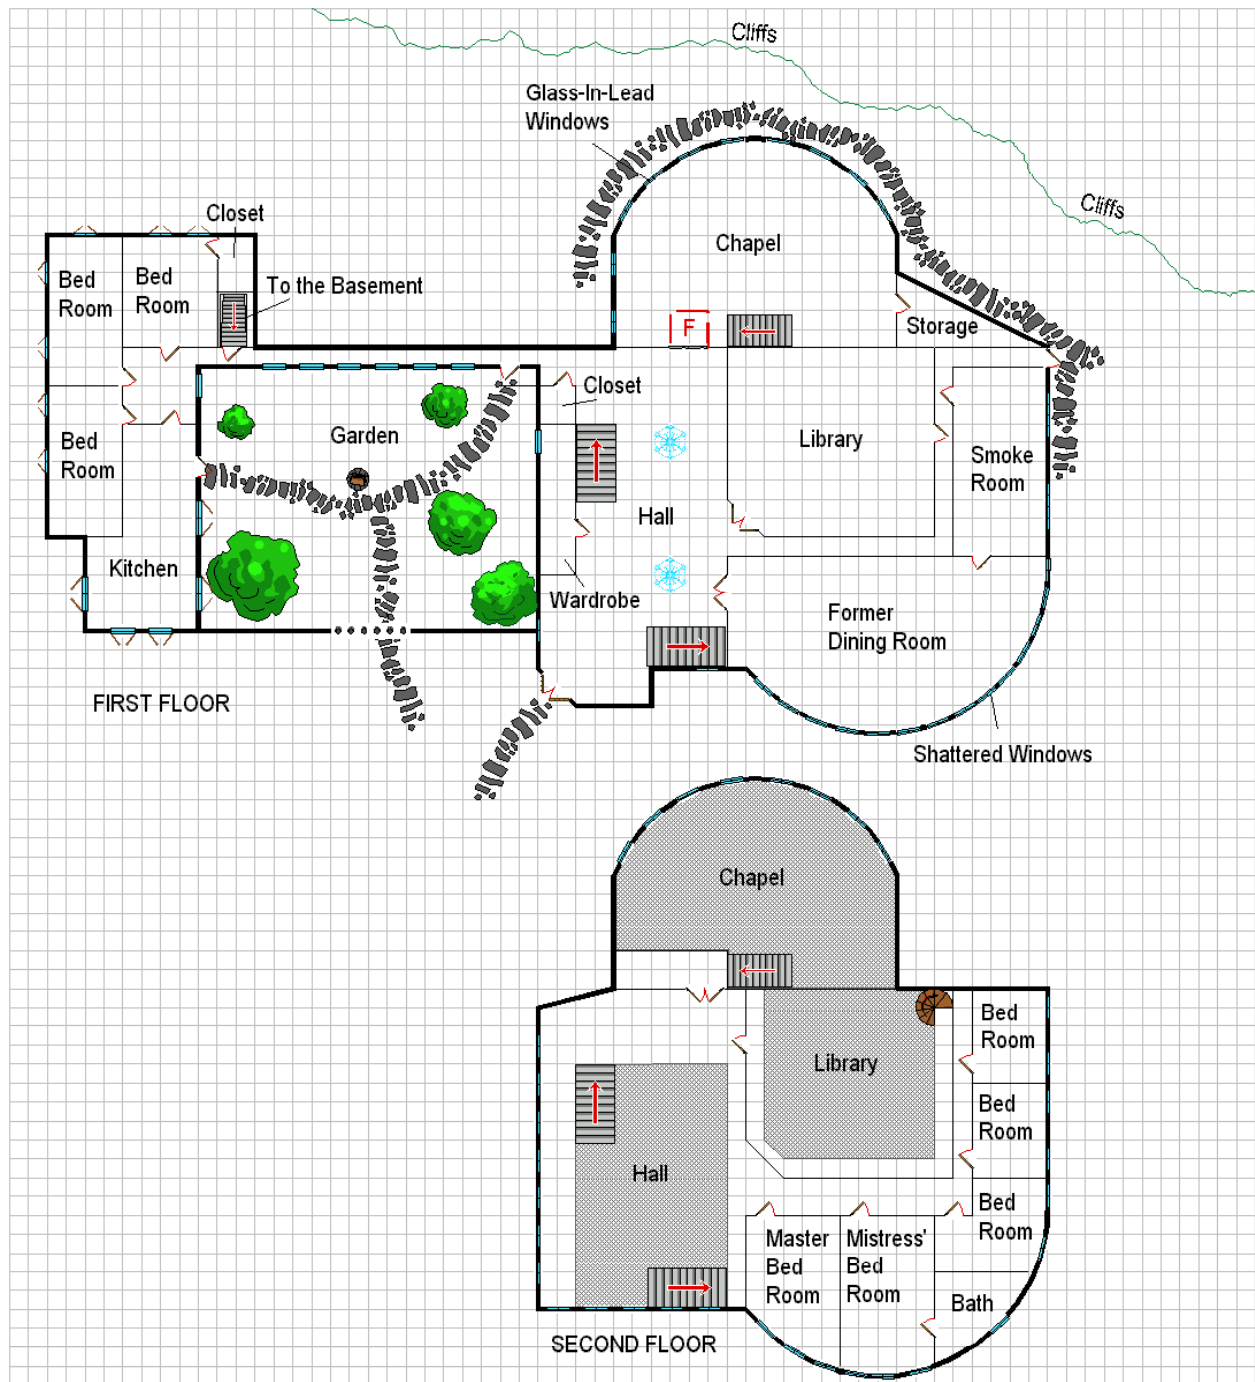 Cliffs
Glass-In-Lead
Windows
Cliffs
Closet
Chapel
Bed
Room
Bed
Room
To the Basement
F
Storage
Closet
Garden
Library
Bed
Room
Smoke
Room
Hall
Kitchen
Wardrobe
Former
Dining Room
FIRST FLOOR
Shattered Windows
Chapel
Bed
Room
Library
Bed
Room
Hall
Bed
Room
Master
Bed
Room
Mistress'
Bed
Room
Bath
SECOND FLOOR